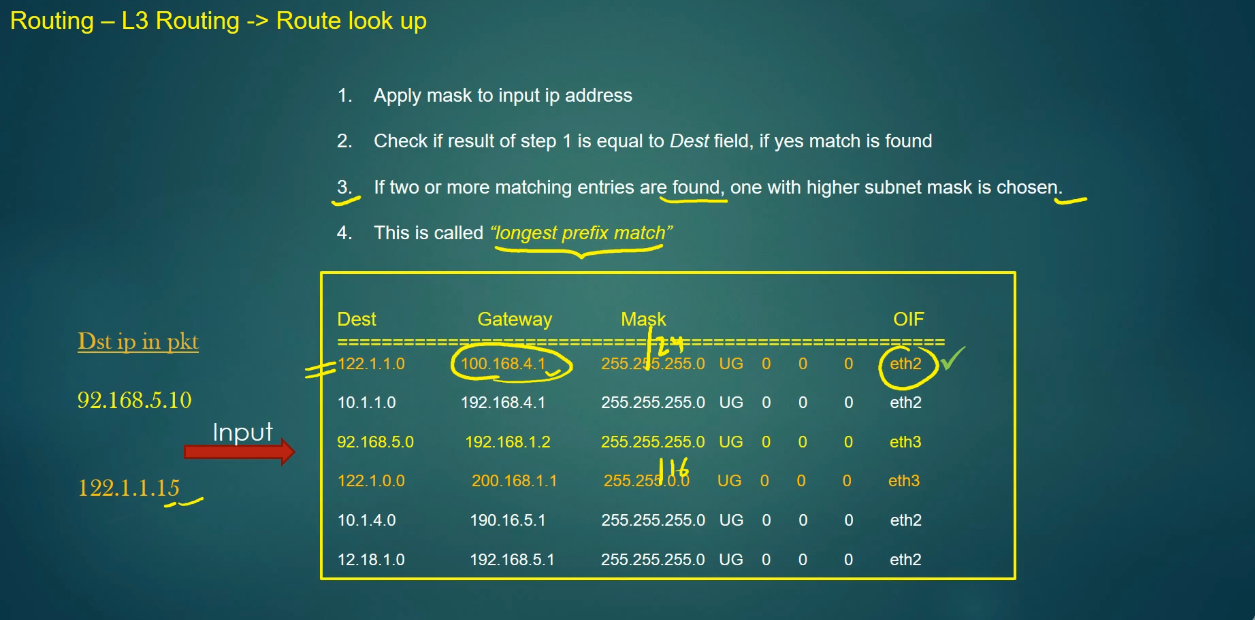 Routing – L3 Routing -> Route look up
1. Apply mask to input ip address
2. Check if result of step 1 is equal to Dest field, if yes match is found
3. If two or more matching entries are found, one with higher subnet mask is chosen.
4. This is called “longest prefix match”
Dst ip in pkt
92.168.5.10
Input
122.1.1.15
Dest Gateway Mask OIF
/24
==========================================================
122.1.1.0 100.168.4.1 255.255.255.0 UG 0 0 0 eth2
10.1.1.0 192.168.4.1 255.255.255.0 UG 0 0 0 eth2
92.168.5.0 192.168.1.2 255.255.255.0 UG 0 0 0 eth3
/16
122.1.0.0 200.168.1.1 255.255.0.0 UG 0 0 0 eth3
10.1.4.0 190.16.5.1 255.255.255.0 UG 0 0 0 eth2
12.18.1.0 192.168.5.1 255.255.255.0 UG 0 0 0 eth2